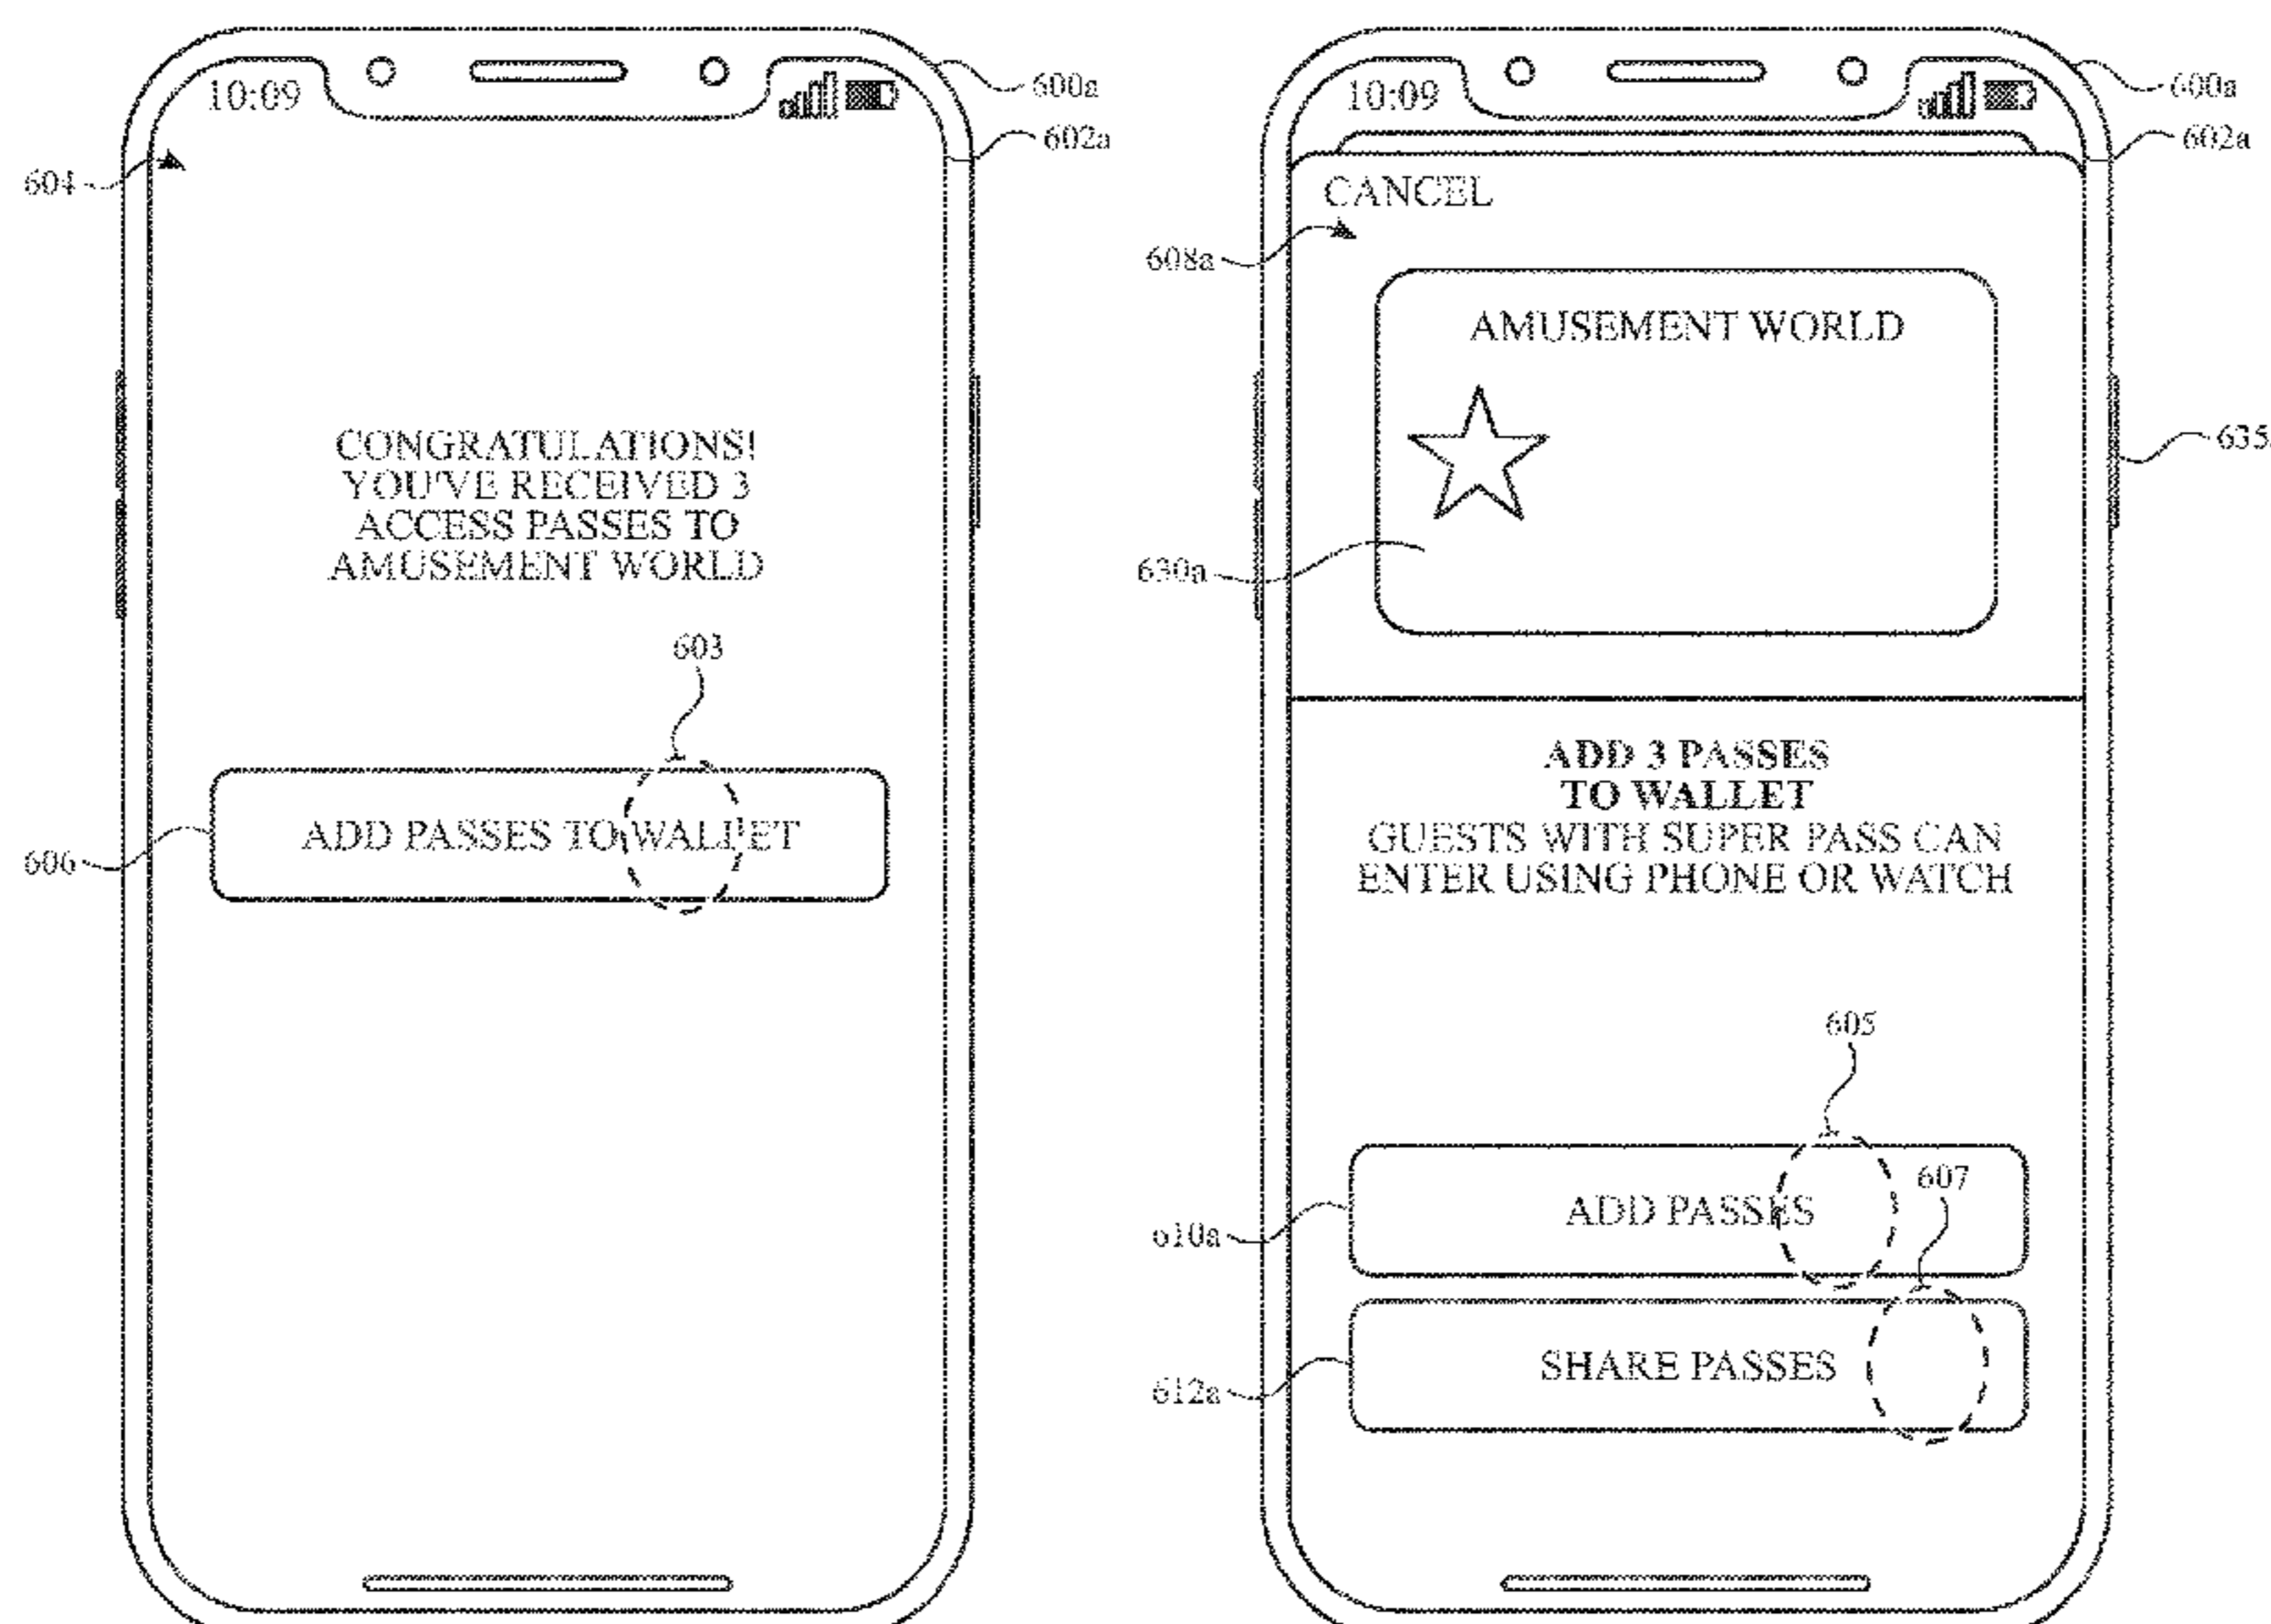 10:09
600a
602a
604
CONGRATULATIONS!
YOU'VE RECEIVED 3
ACCESS PASSES TO
AMUSEMENT WORLD
603
ADD PASSES TO WALLET
606
10:09
600a
602a
CANCEL
608a
AMUSEMENT WORLD
635
630a
ADD 3 PASSES
TO WALLET
GUESTS WITH SUPER PASS CAN
ENTER USING PHONE OR WATCH
605
607
ADD PASSES
610a
SHARE PASSES
612a